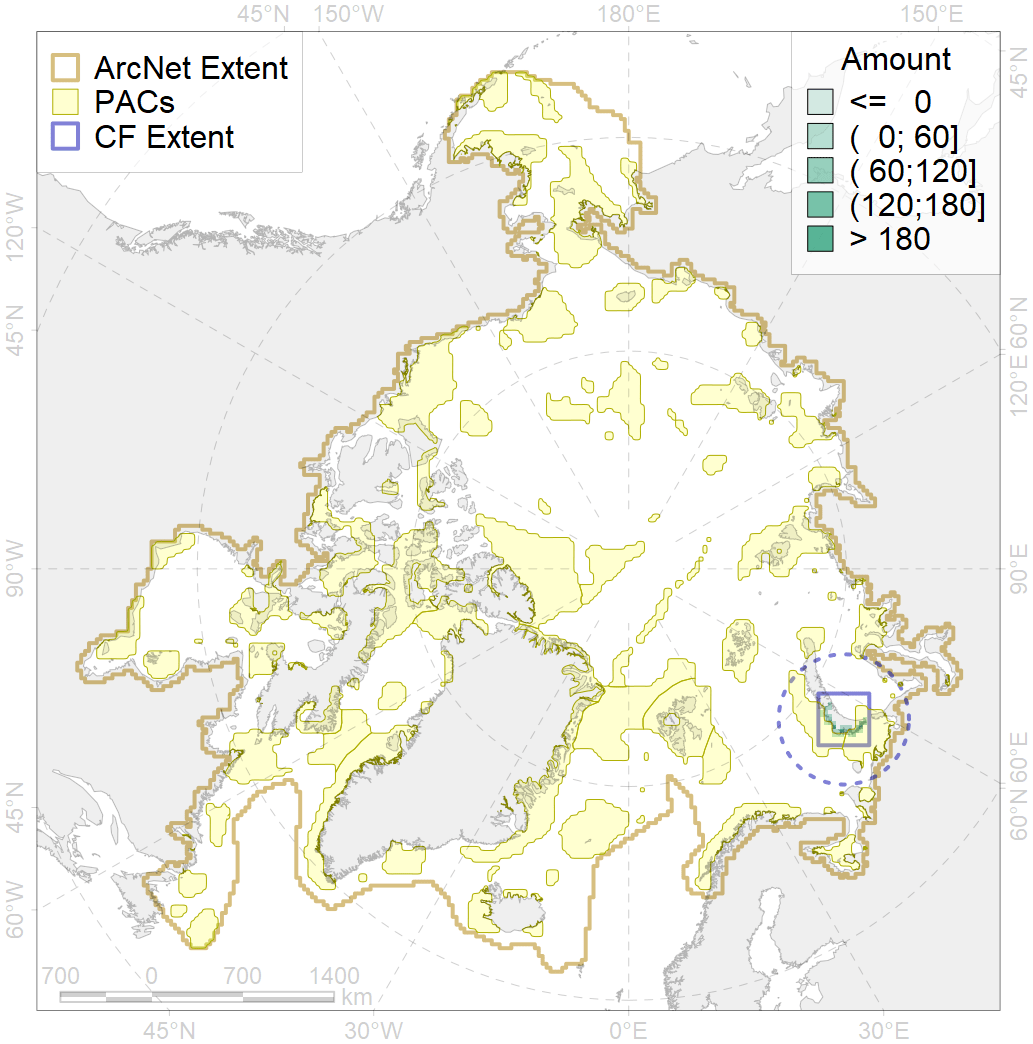 45°N 150°W 180°E 150°E
ArcNet Extent
PACs
CF Extent
Amount
<= 0
( 0; 60]
( 60;120]
(120;180]
> 180
45°N
120°W
60°N
45°N
120°E
90°W
90°E
60°E
45°N
60°N
60°W
700 0 700 1400
km
45°W 30°W 0°E 30°E